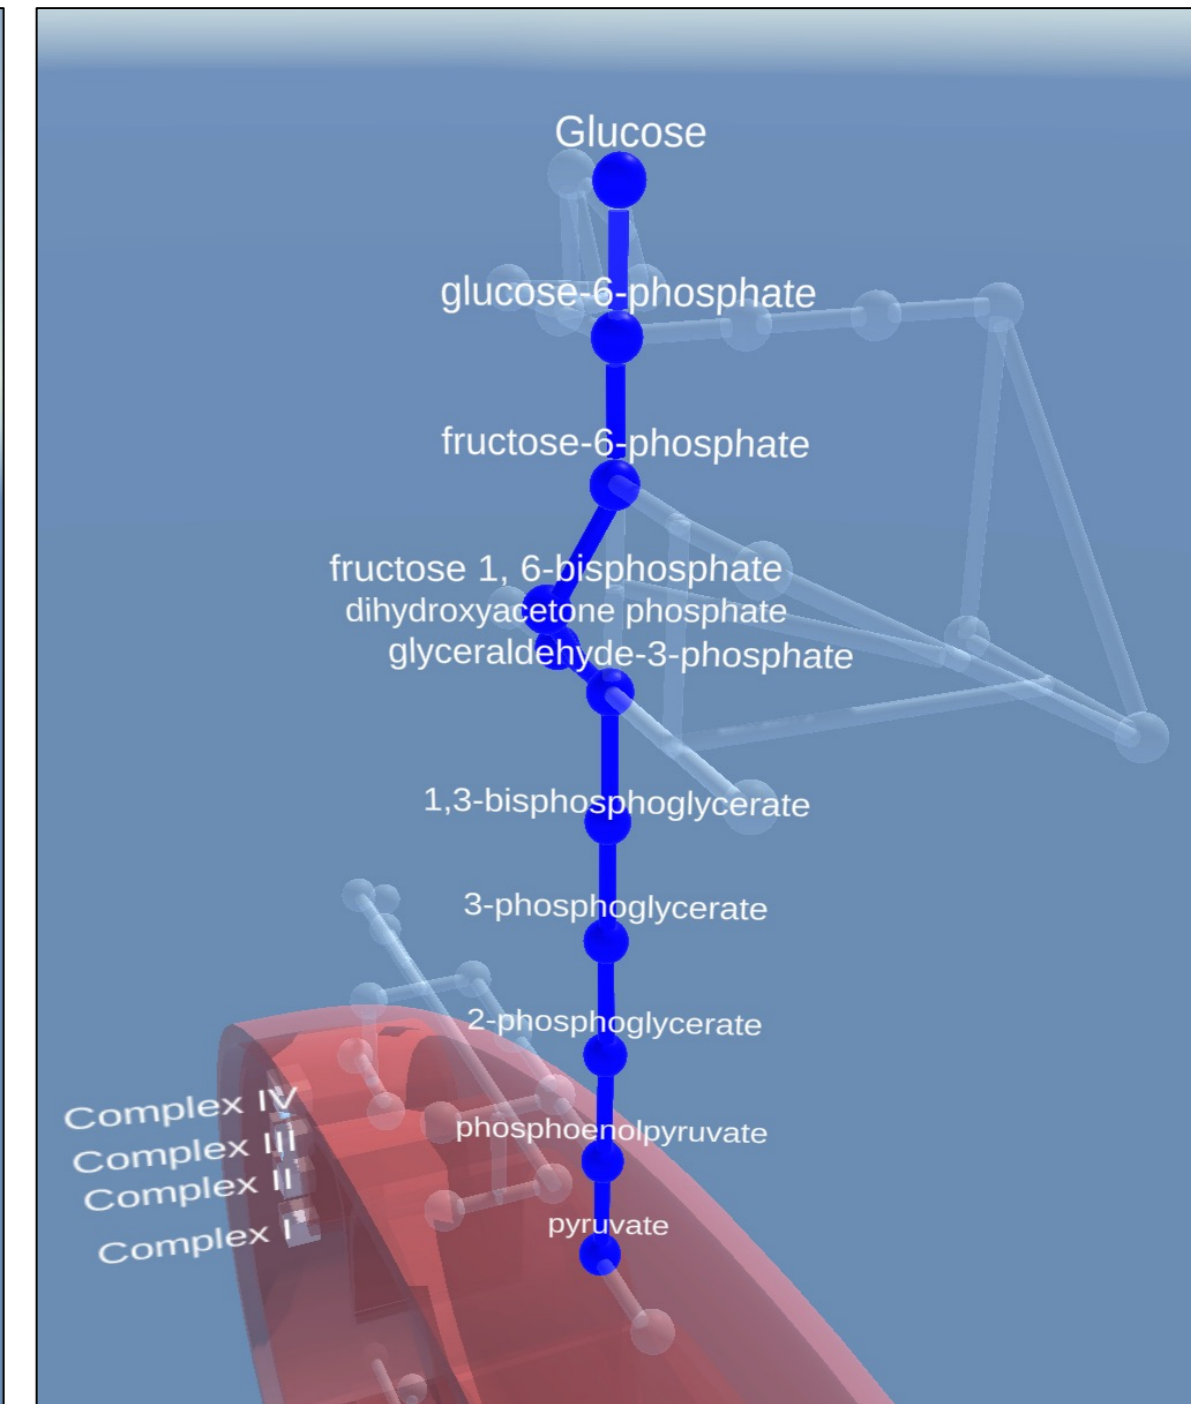 Glucose
glucose-6-phosphate
fructose-6-phosphate
fructose 1, 6-bisphosphate
dihydroxyacetone phosphate
glyceraldehyde-3-phosphate
1,3-bisphosphoglycerate
3-phosphoglycerate
2-phosphoglycerate
phosphoenolpyruvate
pyruvate
Complex IV
Complex III
Complex II
Complex I